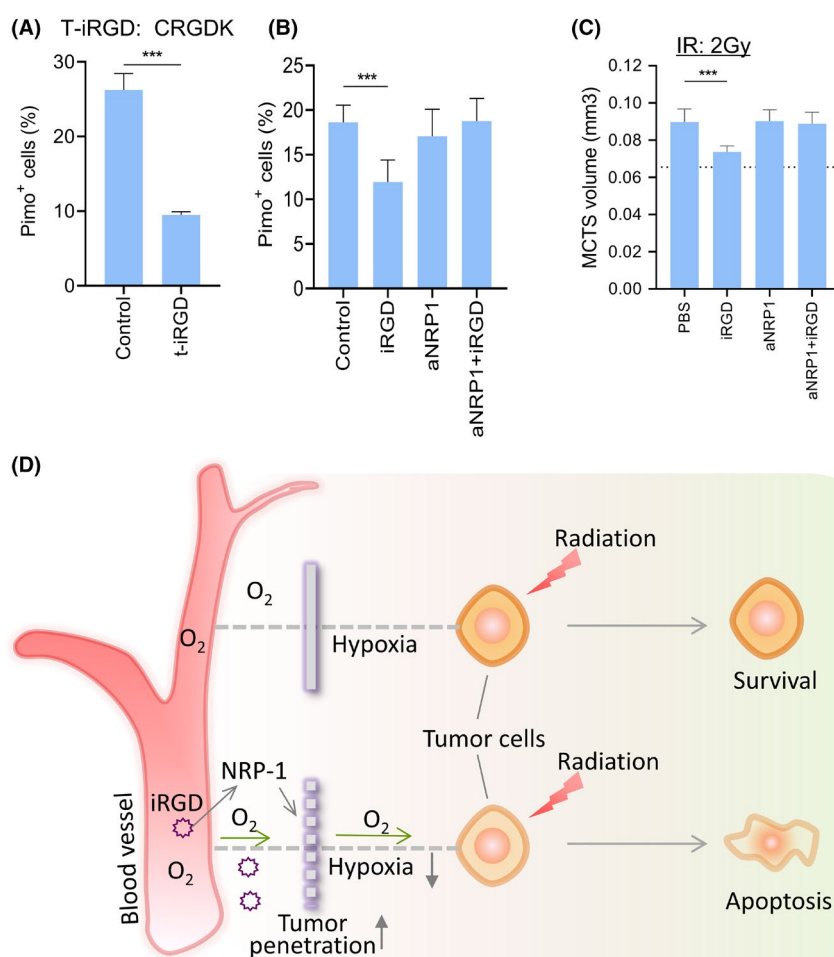 (A) T-iRGD: CRGDK
***
Pimo+ cells (%)
30
20
10
0
Control
t-iRGD
(B)
***
Pimo+ cells (%)
25
20
15
10
5
0
Control
iRGD
aNRP1
aNRP1+iRGD
(C)
IR: 2Gy
***
MCTS volume (mm3)
0.12
0.10
0.08
0.06
0.04
0.02
0.00
PBS
iRGD
aNRP1
aNRP1+iRGD
(D)
Radiation
O2
O2
Hypoxia
Survival
Tumor cells
NRP-1
Radiation
iRGD
O2
O2
Blood vessel
O2
Hypoxia
Apoptosis
Tumor
penetration